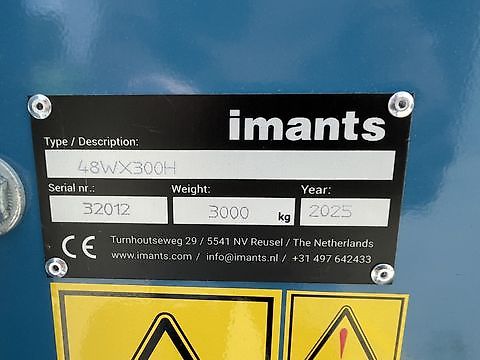 imants
Type / Description:
48WX300H
Serial nr.: Weight: Year:
32012 3000 kg 2025
CE Turnhoutseweg 29 / 5541 NV Reusel / The Netherlands
www.imants.com / info@imants.nl / +31 497 642433